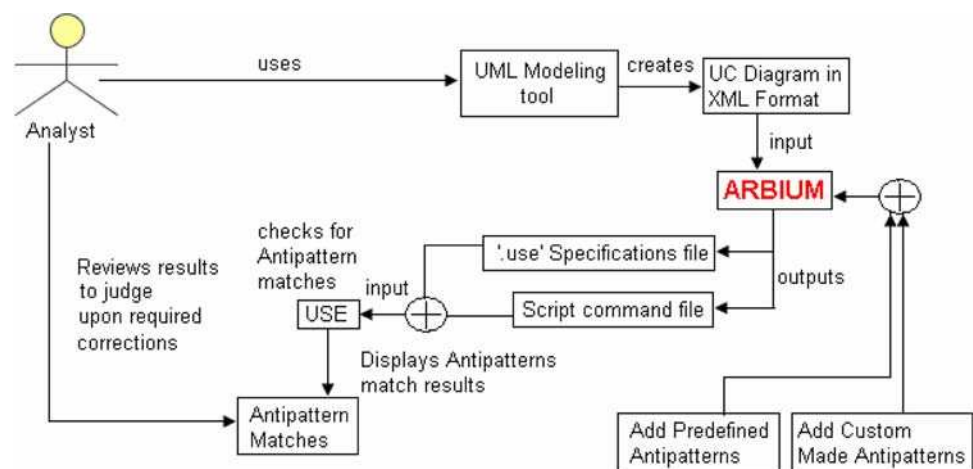 uses
UML Modeling
tool
creates
UC Diagram in
XML Format
Analyst
input
ARBIUM
checks for
Antipattern
matches
'.use' Specifications file
outputs
Reviews results
to judge
upon required
corrections
input
USE
Script command file
Displays Antipatterns
match results
Antipattern
Matches
Add Predefined
Antipatterns
Add Custom
Made Antipatterns